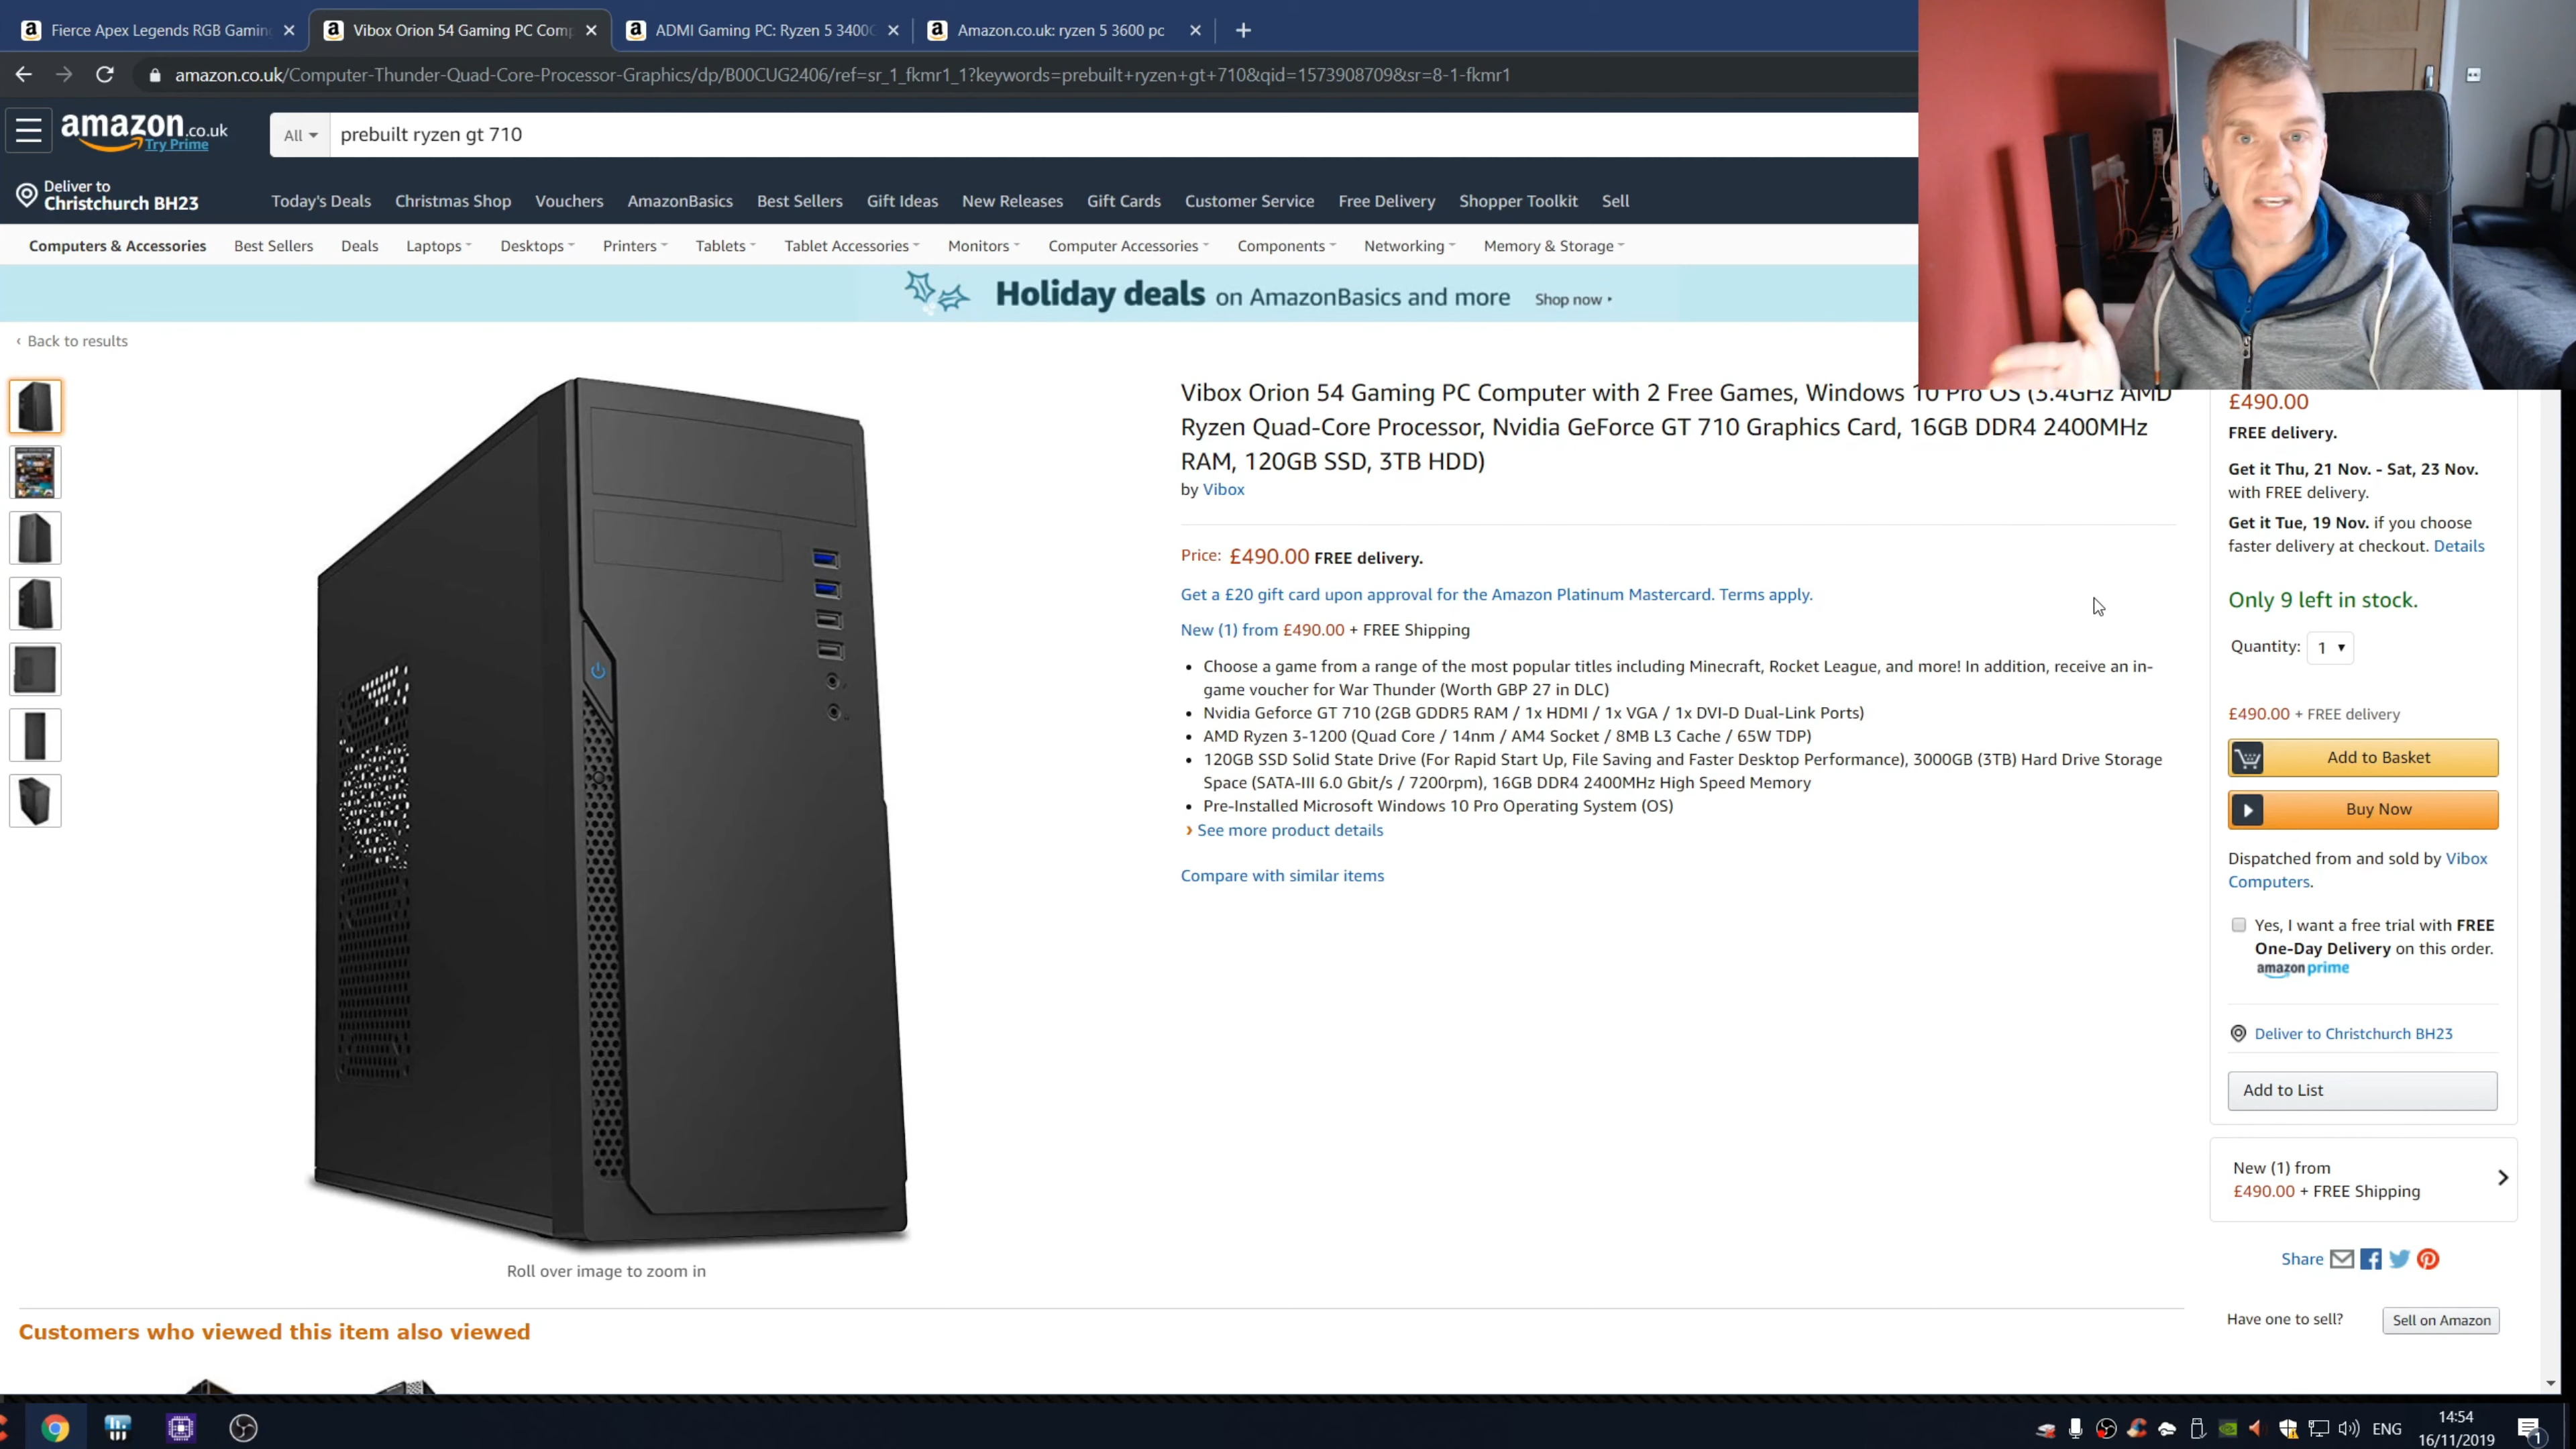 Fierce Apex Legends RGB Gaming
Vibox Orion 54 Gaming PC Comp
ADMI Gaming PC: Ryzen 5 3400G
Amazon.co.uk: ryzen 5 3600 pc
amazon.co.uk/Computer-Thunder-Quad-Core-Processor-Graphics/dp/B00CUG2406/ref=sr_1_fkmr1_1?keywords=prebuilt+ryzen+gt+710&qid=1573908709&sr=8-1-fkmr1
amazon.co.uk
Try Prime
All
prebuilt ryzen gt 710
Deliver to
Christchurch BH23
Today's Deals Christmas Shop Vouchers AmazonBasics Best Sellers Gift Ideas New Releases Gift Cards Customer Service Free Delivery Shopper Toolkit Sell
Computers & Accessories Best Sellers Deals Laptops Desktops Printers Tablets Tablet Accessories Monitors Computer Accessories Components Networking Memory & Storage
Holiday deals on AmazonBasics and more Shop now
‹ Back to results
Vibox Orion 54 Gaming PC Computer with 2 Free Games, Windows 10 Pro OS (3.4GHz AMD
Ryzen Quad-Core Processor, Nvidia GeForce GT 710 Graphics Card, 16GB DDR4 2400MHz
RAM, 120GB SSD, 3TB HDD)
by Vibox
Price: £490.00 FREE delivery.
Get a £20 gift card upon approval for the Amazon Platinum Mastercard. Terms apply.
New (1) from £490.00 + FREE Shipping
• Choose a game from a range of the most popular titles including Minecraft, Rocket League, and more! In addition, receive an in-
game voucher for War Thunder (Worth GBP 27 in DLC)
• Nvidia Geforce GT 710 (2GB GDDR5 RAM / 1x HDMI / 1x VGA / 1x DVI-D Dual-Link Ports)
• AMD Ryzen 3-1200 (Quad Core / 14nm / AM4 Socket / 8MB L3 Cache / 65W TDP)
• 120GB SSD Solid State Drive (For Rapid Start Up, File Saving and Faster Desktop Performance), 3000GB (3TB) Hard Drive Storage
Space (SATA-III 6.0 Gbit/s / 7200rpm), 16GB DDR4 2400MHz High Speed Memory
• Pre-Installed Microsoft Windows 10 Pro Operating System (OS)
› See more product details
Compare with similar items
Roll over image to zoom in
£490.00
FREE delivery.
Get it Thu, 21 Nov. - Sat, 23 Nov.
with FREE delivery.
Get it Tue, 19 Nov. if you choose
faster delivery at checkout. Details
Only 9 left in stock.
Quantity: 1
£490.00 + FREE delivery
Add to Basket
Buy Now
Dispatched from and sold by Vibox
Computers.
Yes, I want a free trial with FREE
One-Day Delivery on this order.
amazon prime
Deliver to Christchurch BH23
Add to List
New (1) from
£490.00 + FREE Shipping
Share
Have one to sell? Sell on Amazon
Customers who viewed this item also viewed
ENG
14:54
16/11/2019
1